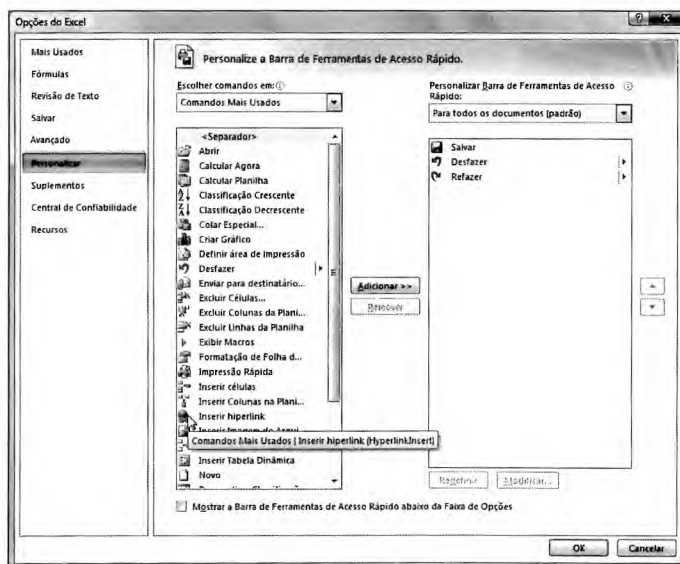 Opções do Excel
Mais Usados
Fórmulas
Revisão de Texto
Salvar
Avançado
Personalizar
Suplementos
Central de Confiabilidade
Recursos
Personalize a Barra de Ferramentas de Acesso Rápido.
Escolher comandos em:
Comandos Mais Usados
<Separador>
Abrir
Calcular Agora
Calcular Planilha
Classificação Crescente
Classificação Decrescente
Colar Especial...
Criar Gráfico
Definir área de impressão
Desfazer
Enviar para destinatário...
Excluir Células...
Excluir Colunas da Plani...
Excluir Linhas da Planilha
Exibir Macros
Formatação de Folha d...
Impressão Rápida
Inserir células
Inserir Colunas na Plani...
Inserir hiperlink
Comandos Mais Usados | Inserir hiperlink (HyperlinkInsert)
Inserir Tabela Dinâmica
Novo
Adicionar >>
Remover
Personalizar Barra de Ferramentas de Acesso
Rápido:
Para todos os documentos (padrão)
Salvar
Desfazer
Refazer
Redefinir
Modificar...
Mostrar a Barra de Ferramentas de Acesso Rápido abaixo da Faixa de Opções
OK
Cancelar